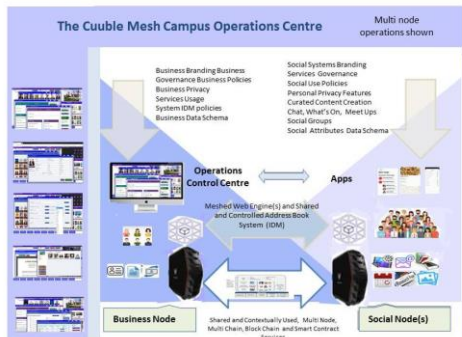 The Cuuble Mesh Campus Operations Centre
Multi node
operations shown
Business Branding Business
Governance Business Policies
Business Privacy
Services Usage
System IDM policies
Business Data Schema
Social Systems Branding
Services Governance
Social Use Policies
Personal Privacy Features
Curated Content Creation
Chat, What's On, Meet Ups
Social Groups
Social Attributes Data Schema
Operations
Control Centre
Apps
Meshed Web Engine(s) and Shared
and Controlled Address Book
System (IDM)
Business Node
Shared and Contextually Used, Multi Node,
Multi Chain, Block Chain and Smart Contract
Social Node(s)